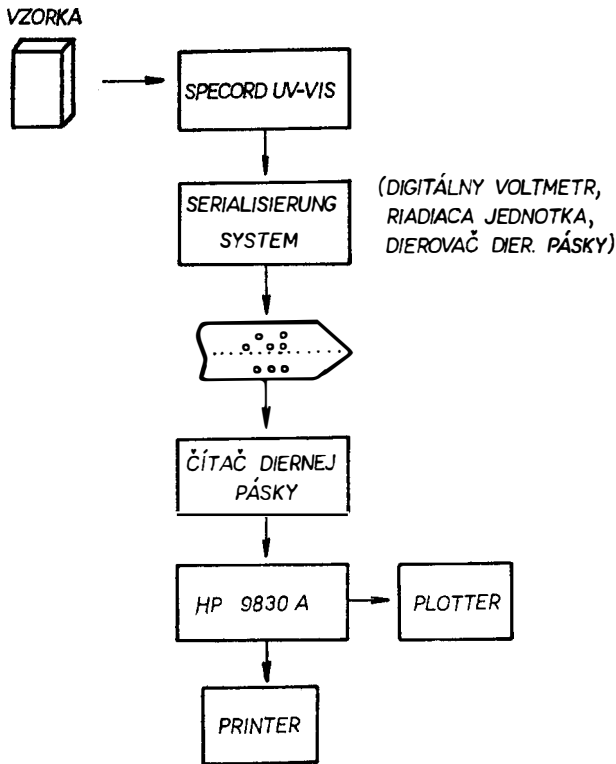 VZORKA
SPECORD UV-VIS
SERIALISIERUNG
SYSTEM
(DIGITÁLNY VOLTMETR,
RIADIACA JEDNOTKA,
DIEROVAČ DIER. PÁSKY)
ČÍTAČ DIERNEJ
PÁSKY
HP 9830 A
PLOTTER
PRINTER